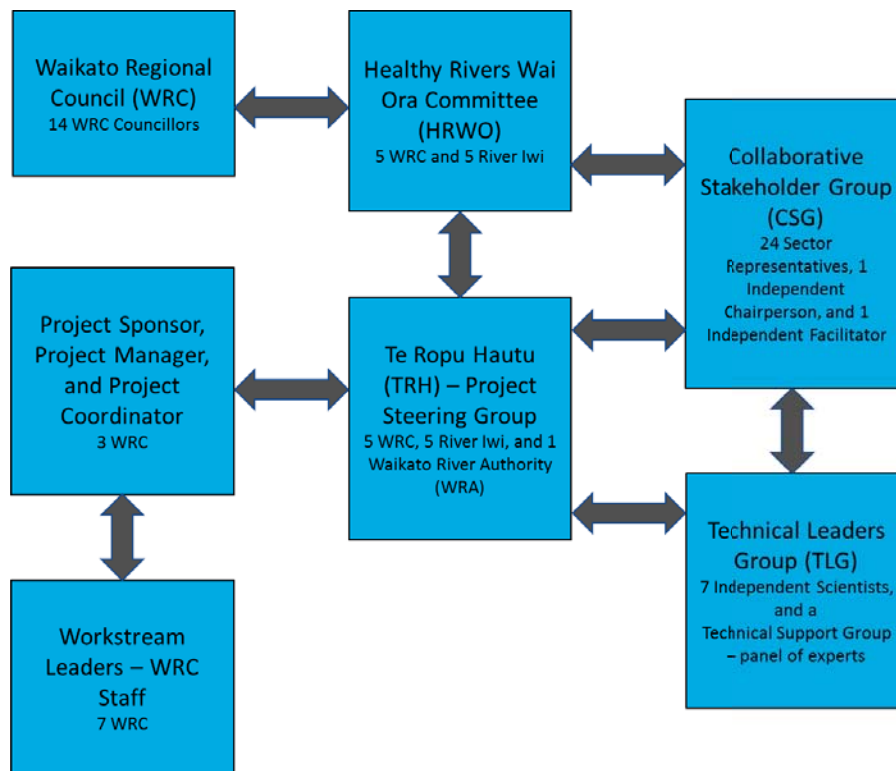 Waikato Regional
Council (WRC)
14 WRC Councillors
Healthy Rivers Wai
Ora Committee
(HRWO)
5 WRC and 5 River Iwi
Collaborative
Stakeholder Group
(CSG)
24 Sector
Representatives, 1
Independent
Chairperson, and 1
Independent Facilitator
Project Sponsor,
Project Manager,
and Project
Coordinator
3 WRC
Te Ropu Hautu
(TRH) – Project
Steering Group
5 WRC, 5 River Iwi, and 1
Waikato River Authority
(WRA)
Technical Leaders
Group (TLG)
7 Independent Scientists,
and a
Technical Support Group
– panel of experts
Workstream
Leaders – WRC
Staff
7 WRC